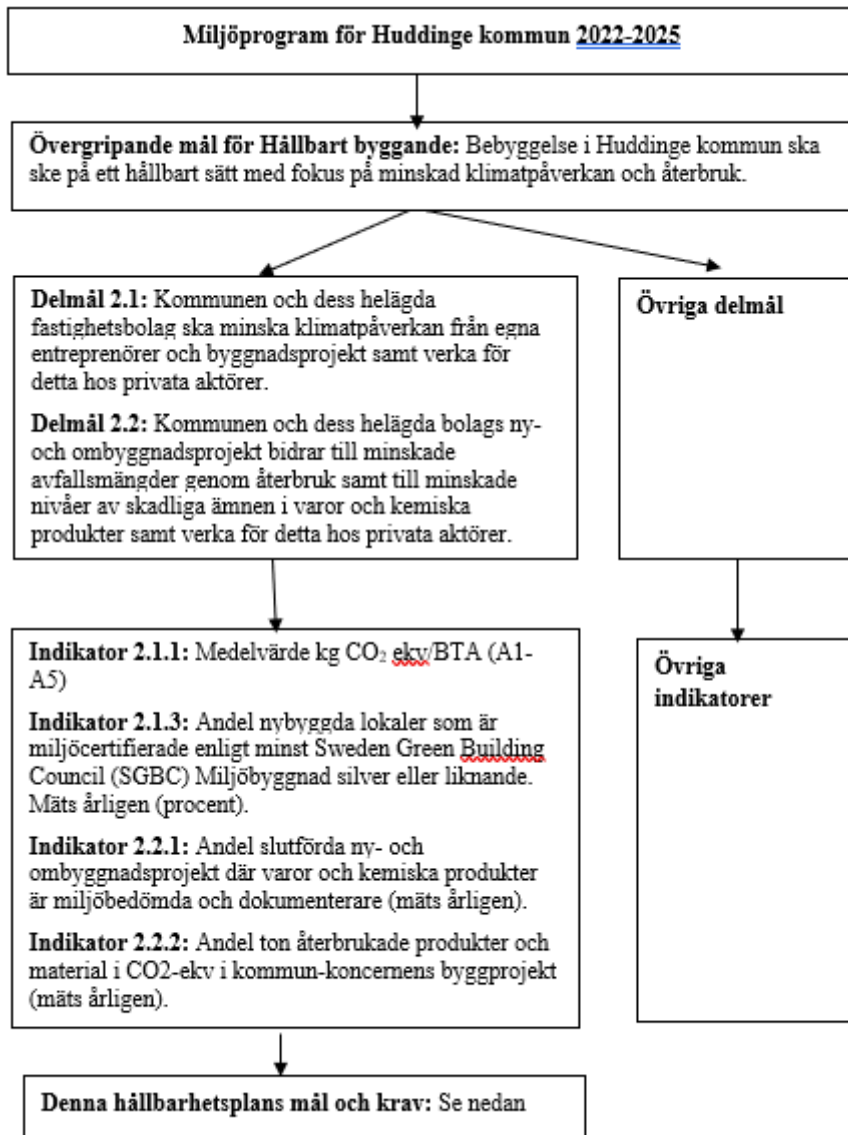 Miljöprogram för Huddinge kommun 2022-2025
Övergripande mål för Hållbart byggande: Bebyggelse i Huddinge kommun ska
ske på ett hållbart sätt med fokus på minskad klimatpåverkan och återbruk.
Delmål 2.1: Kommunen och dess helägda
fastighetsbolag ska minska klimatpåverkan från egna
entreprenörer och byggnadsprojekt samt verka för
detta hos privata aktörer.
Delmål 2.2: Kommunen och dess helägda bolags ny-
och ombyggnadsprojekt bidrar till minskade
avfallsmängder genom återbruk samt till minskade
nivåer av skadliga ämnen i varor och kemiska
produkter samt verka för detta hos privata aktörer.
Övriga delmål
Indikator 2.1.1: Medelvärde kg CO₂ ekv/BTA (A1-
A5)
Indikator 2.1.3: Andel nybyggda lokaler som är
miljöcertifierade enligt minst Sweden Green Building
Council (SGBC) Miljöbyggnad silver eller liknande.
Mäts årligen (procent).
Indikator 2.2.1: Andel slutförda ny- och
ombyggnadsprojekt där varor och kemiska produkter
är miljöbedömda och dokumenterare (mäts årligen).
Indikator 2.2.2: Andel ton återbrukade produkter och
material i CO2-ekv i kommun-koncernens byggprojekt
(mäts årligen).
Övriga
indikatorer
Denna hållbarhetsplans mål och krav: Se nedan